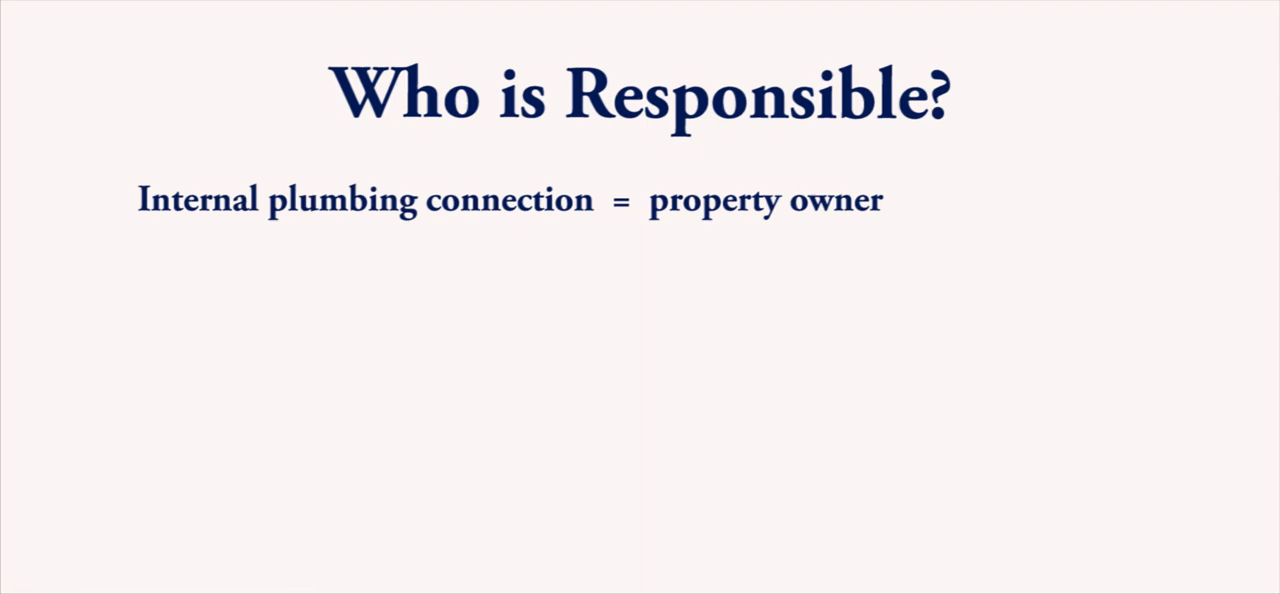 Who is Responsible?
Internal plumbing connection = property owner